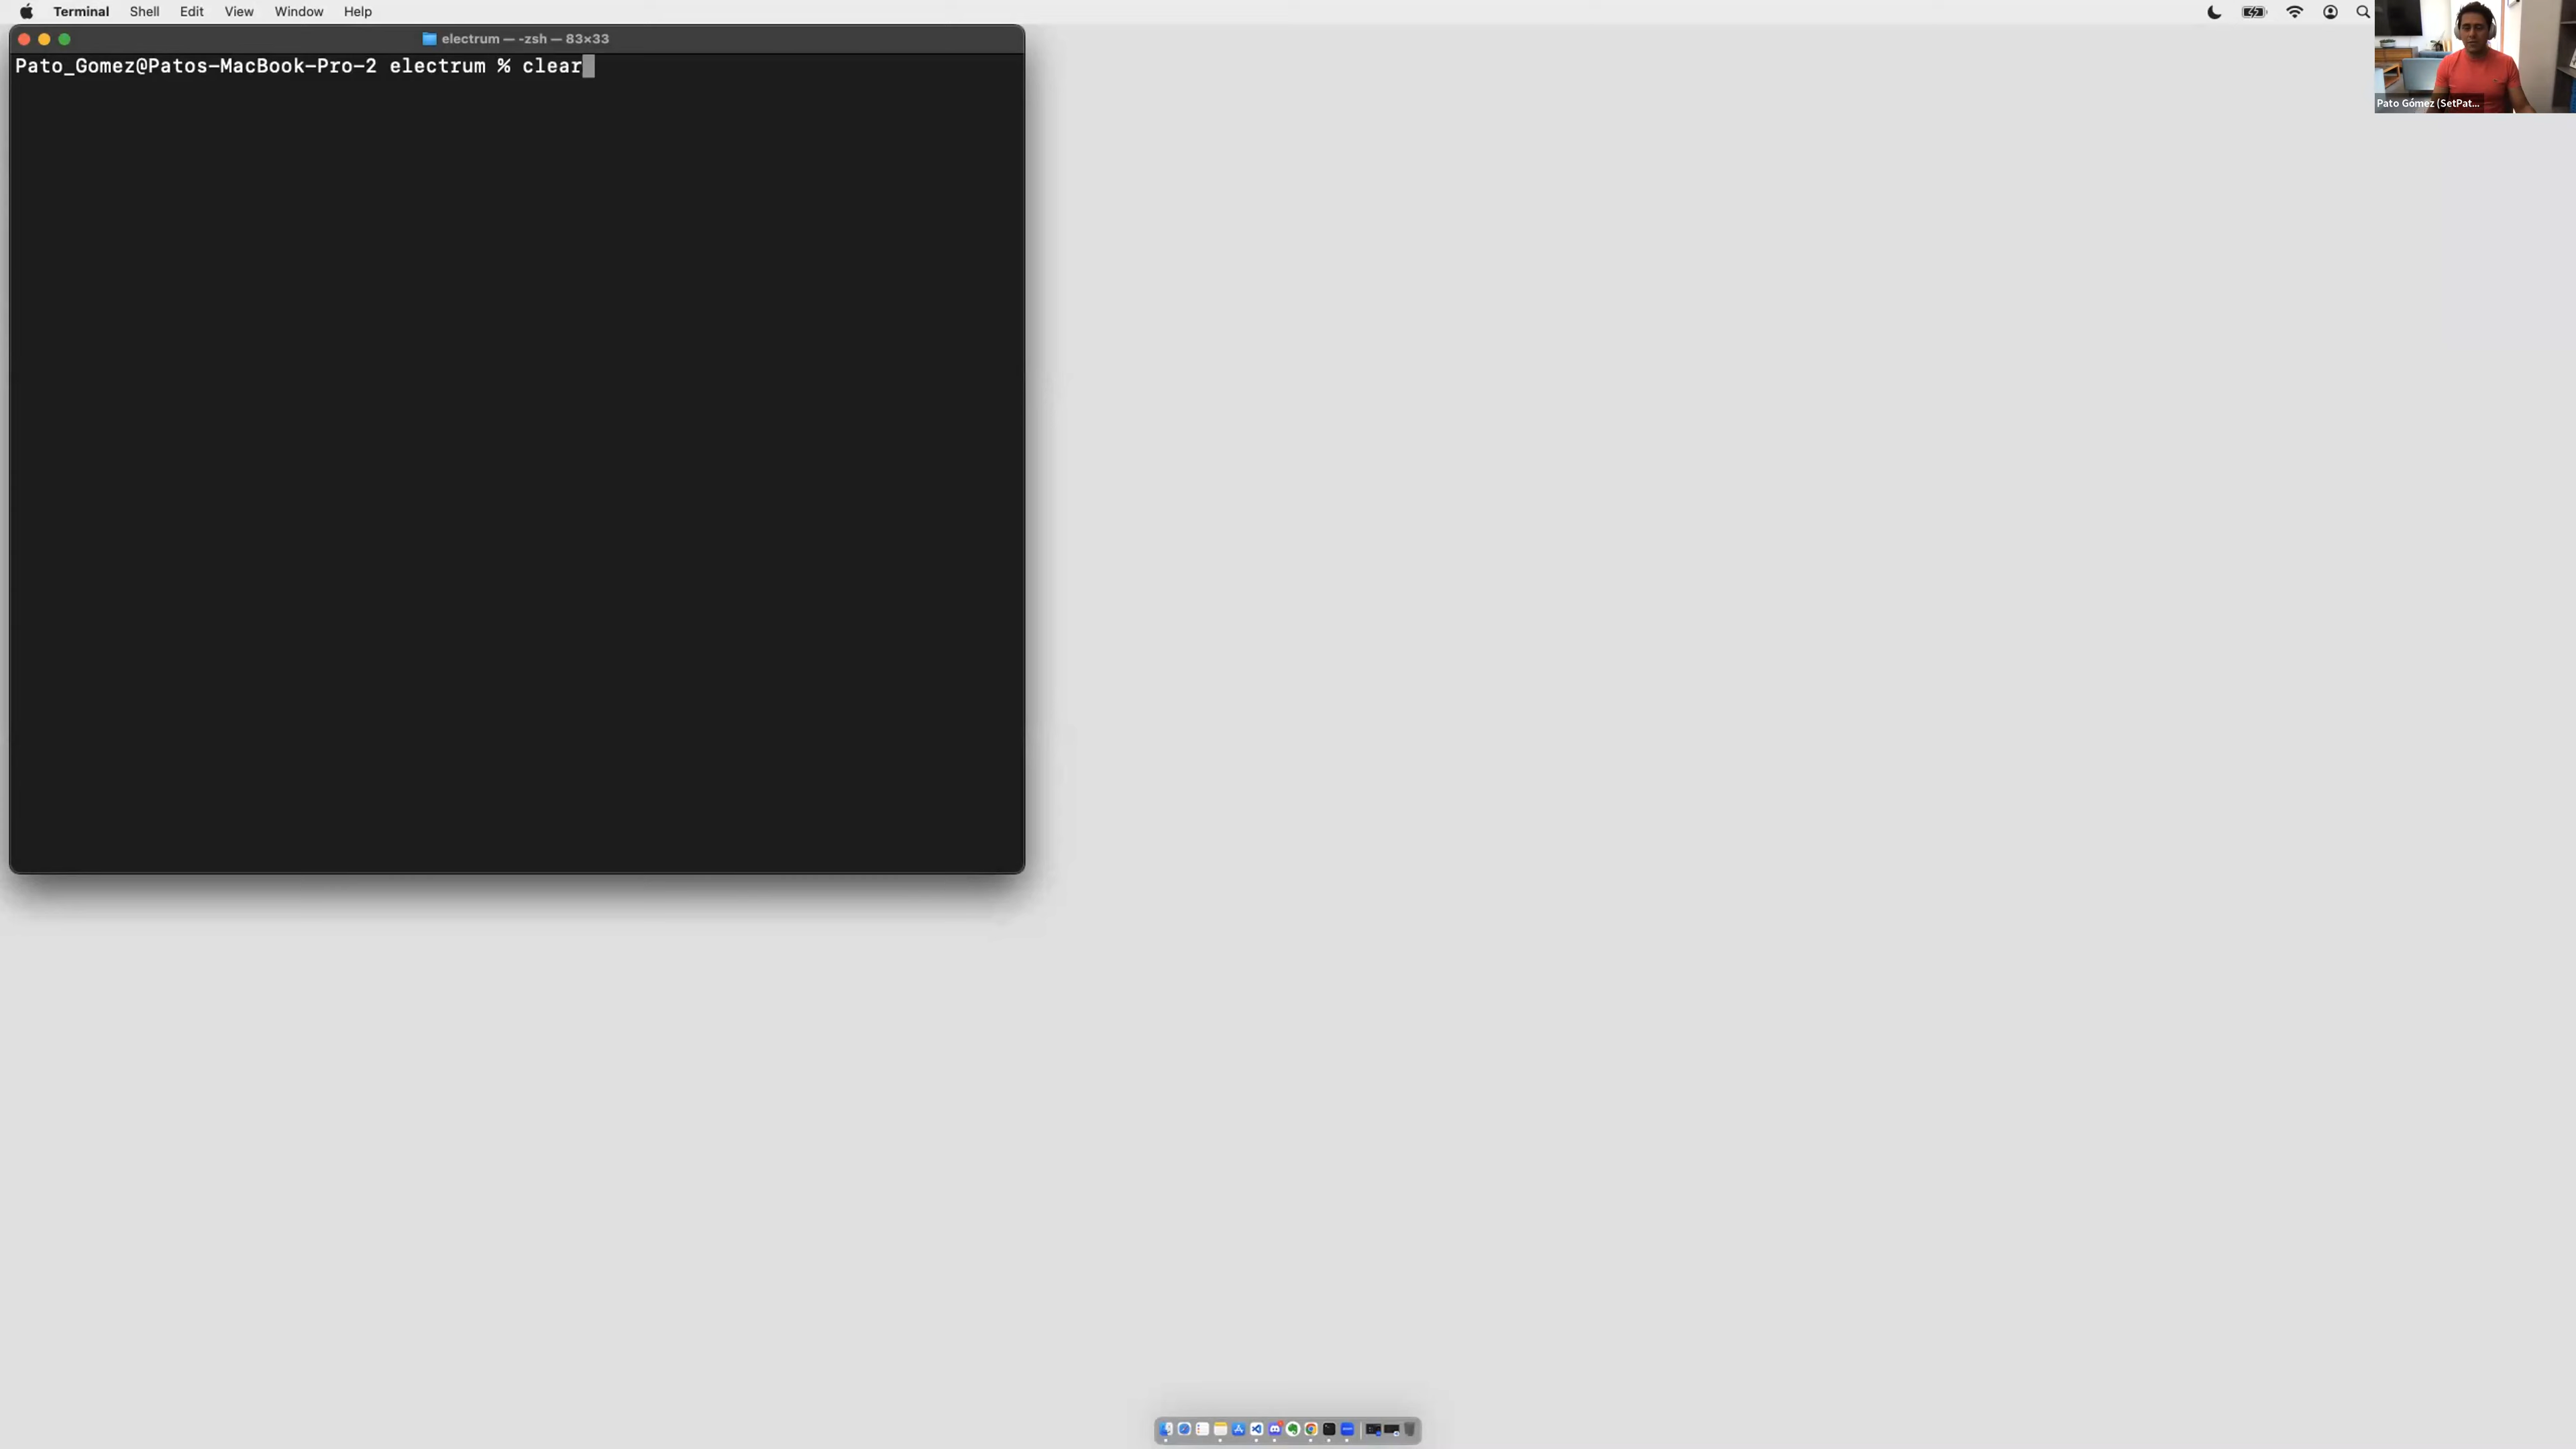 Terminal Shell Edit View Window Help
electrum — -zsh — 83×33
Pato_Gomez@Patos-MacBook-Pro-2 electrum % clear
Pato Gómez (SetPat...